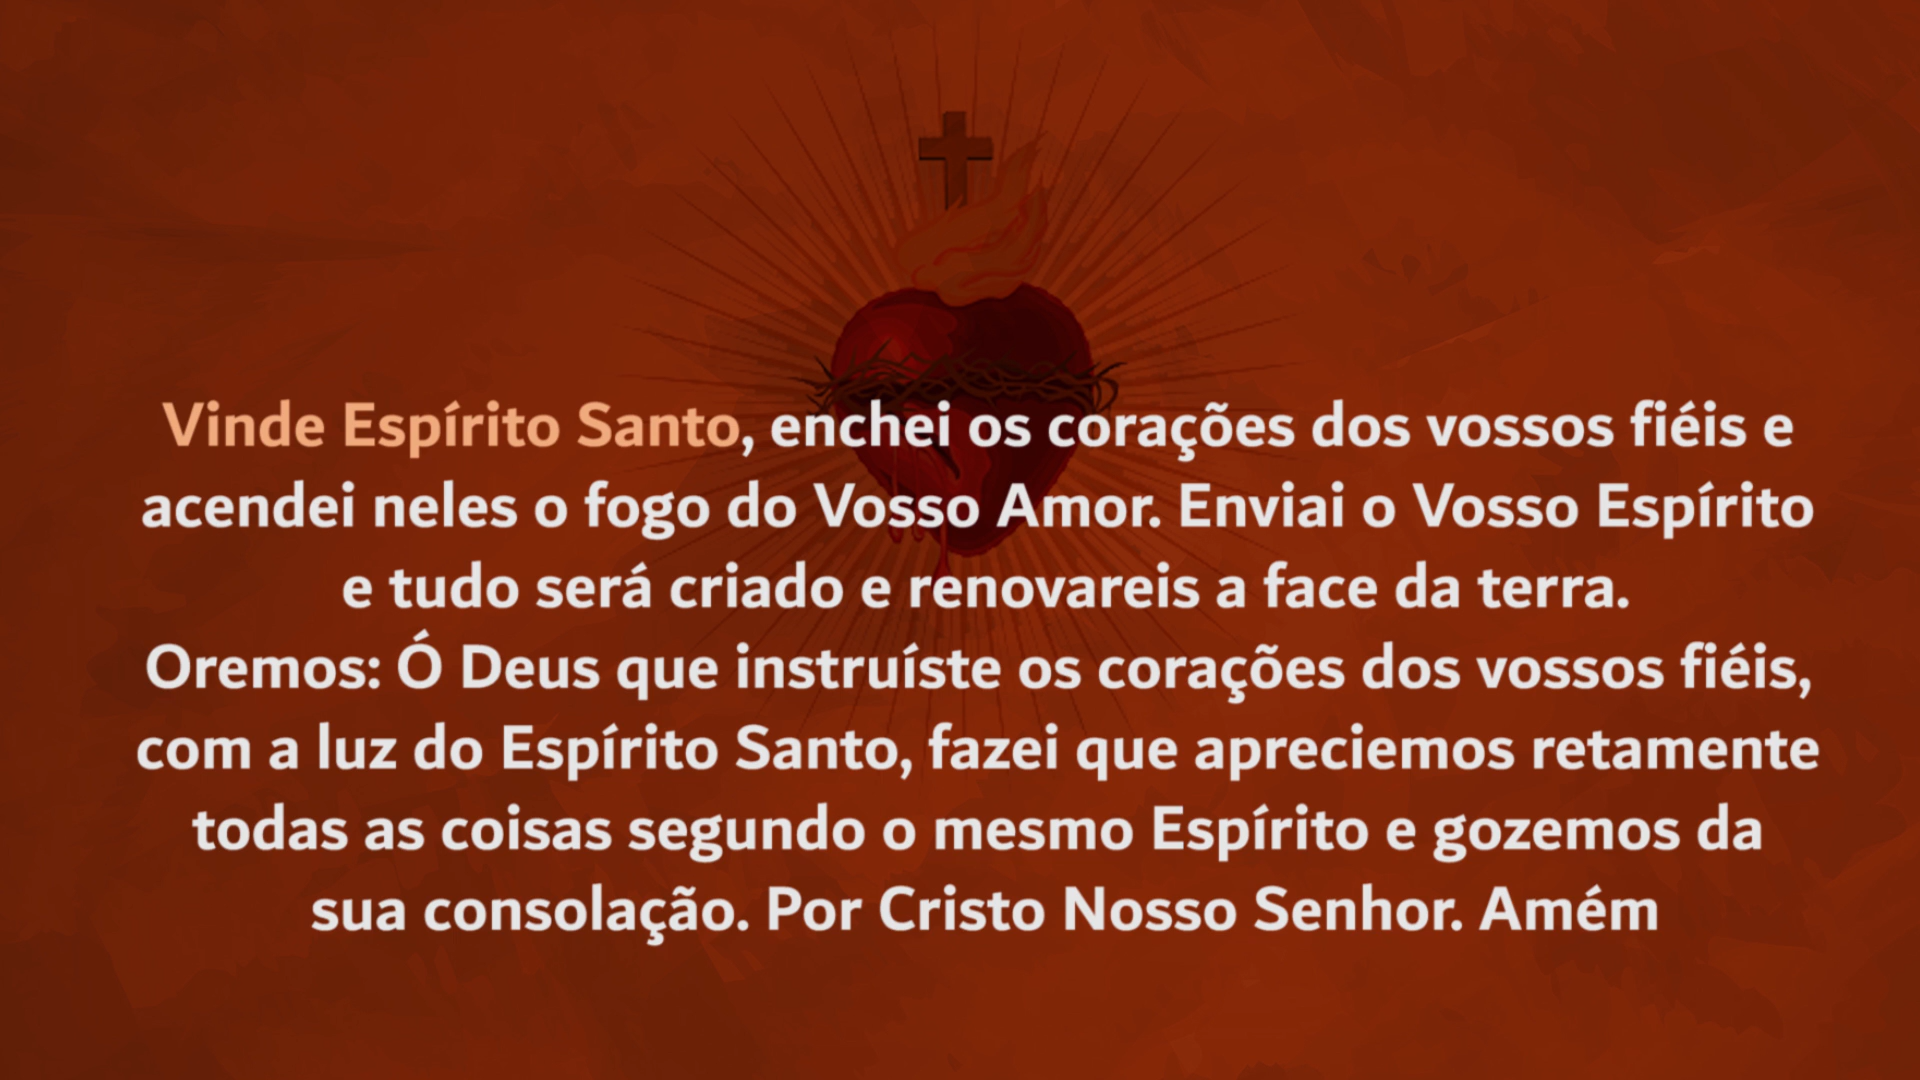 Vinde Espírito Santo, enchei os corações dos vossos fiéis e
acendei neles o fogo do Vosso Amor. Enviai o Vosso Espírito
e tudo será criado e renovareis a face da terra.
Oremos: Ó Deus que instruíste os corações dos vossos fiéis,
com a luz do Espírito Santo, fazei que apreciemos retamente
todas as coisas segundo o mesmo Espírito e gozemos da
sua consolação. Por Cristo Nosso Senhor. Amém